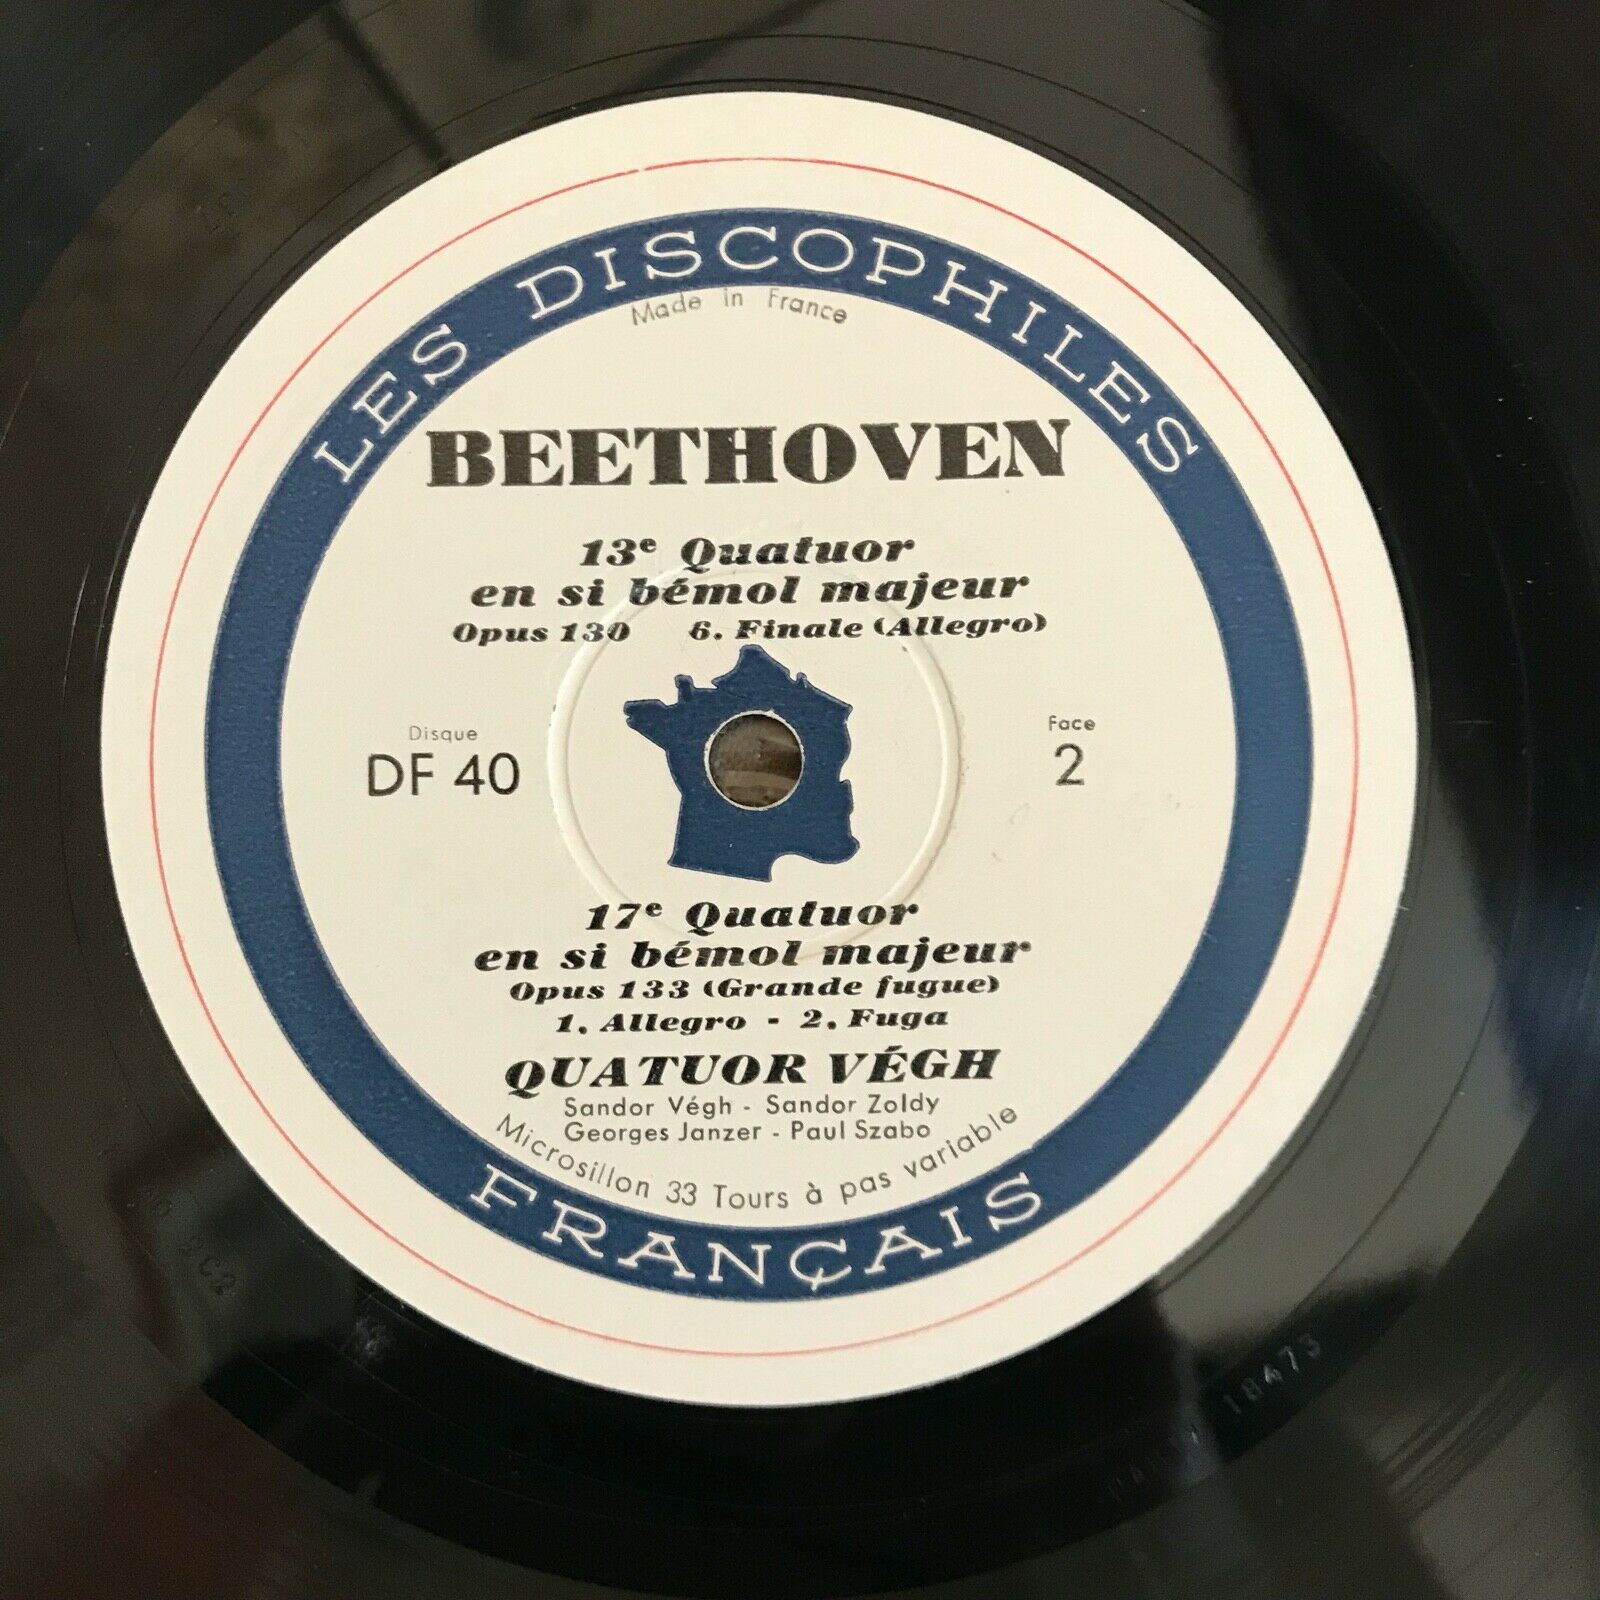 LES DISCOPHILES
Made in France
BEETHOVEN
13e Quatuor
en si bémol majeur
Opus 130 6. Finale (Allegro)
Disque
DF 40
Face
2
17e Quatuor
en si bémol majeur
Opus 133 (Grande fugue)
1. Allegro - 2. Fuga
QUATUOR VÉGH
Sandor Végh - Sandor Zoldy
Georges Janzer - Paul Szabo
Microsillon 33 Tours à pas variable
FRANÇAIS